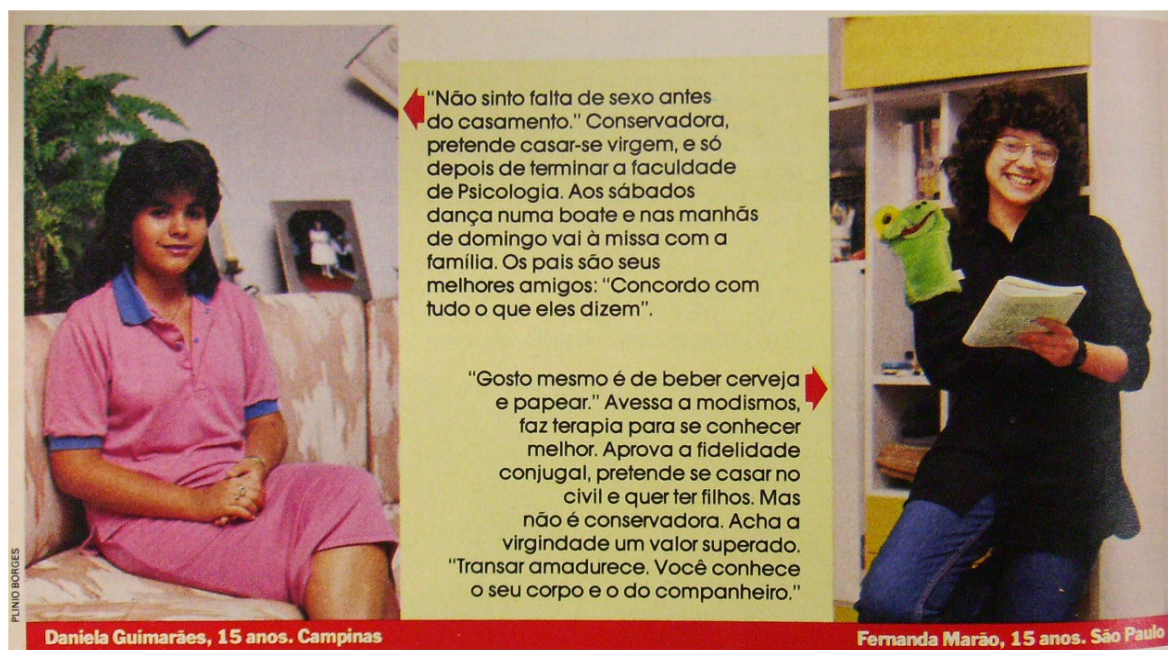 "Não sinto falta de sexo antes
do casamento." Conservadora,
pretende casar-se virgem, e só
depois de terminar a faculdade
de Psicologia. Aos sábados
dança numa boate e nas manhãs
de domingo vai à missa com a
família. Os pais são seus
melhores amigos: "Concordo com
tudo o que eles dizem".
"Gosto mesmo é de beber cerveja
e papear." Avessa a modismos,
faz terapia para se conhecer
melhor. Aprova a fidelidade
conjugal, pretende se casar no
civil e quer ter filhos. Mas
não é conservadora. Acha a
virgindade um valor superado.
"Transar amadurece. Você conhece
o seu corpo e o do companheiro."
PLINIO BORGES
Daniela Guimarães, 15 anos. Campinas
Fernanda Marão, 15 anos. São Paulo